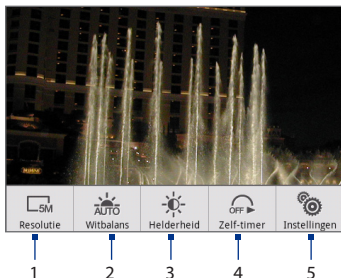 5M AUTO OFF
Resolutie Witbalans Helderheid Zelf-timer Instellingen
1 2 3 4 5